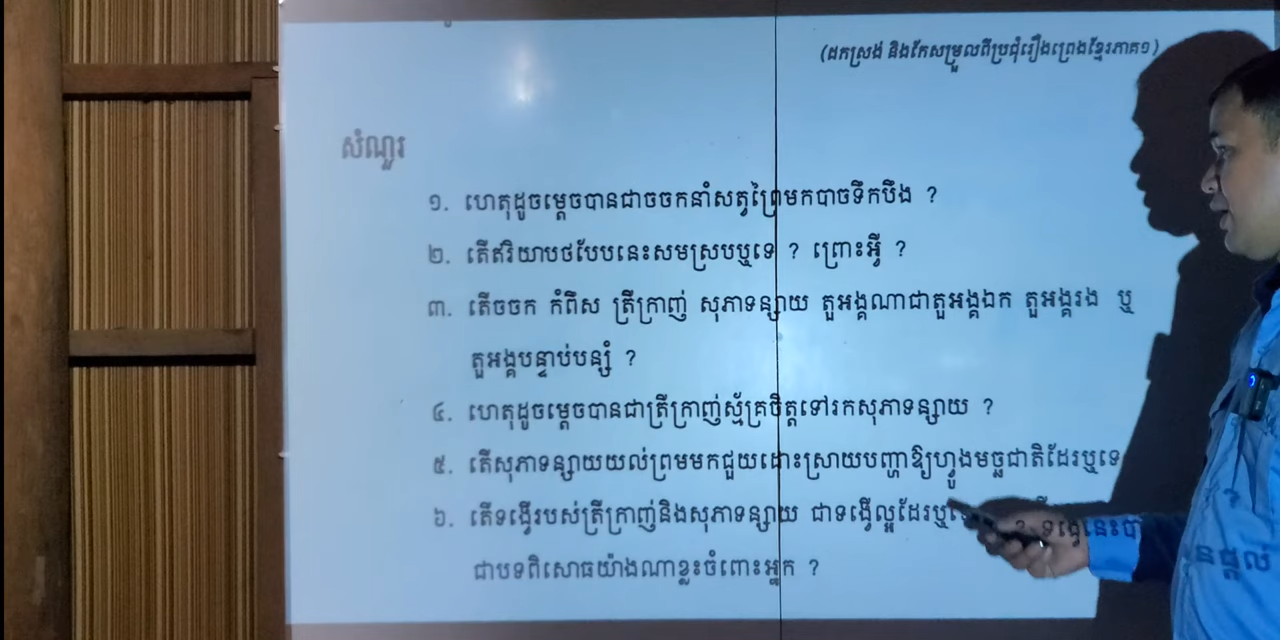 (ដកស្រង់ និងកែសម្រួលពីប្រជុំរឿងព្រេងខ្មែរភាគ១)
សំណួរ
១. ហេតុដូចម្ដេចបានជាចចកនាំសត្វព្រៃមកបាចទឹកបឹង ?
២. តើឥរិយាបថបែបនេះសមស្របឬទេ ? ព្រោះអ្វី ?
៣. តើចចក កំពឹស ត្រីក្រាញ់ សុភាទន្សាយ តួអង្គណាជាតួអង្គឯក តួអង្គរង ឬ
តួអង្គបន្ទាប់បន្សំ ?
៤. ហេតុដូចម្ដេចបានជាត្រីក្រាញ់ស្ម័គ្រចិត្តទៅរកសុភាទន្សាយ ?
៥. តើសុភាទន្សាយយល់ព្រមមកជួយដោះស្រាយបញ្ហាឱ្យហ្វូងមច្ឆជាតិដែរឬទេ
៦. តើទង្វើរបស់ត្រីក្រាញ់និងសុភាទន្សាយ ជាទង្វើល្អដែរឬទេ ទង្វើនេះបា
ជាបទពិសោធយ៉ាងណាខ្លះចំពោះអ្នក ?